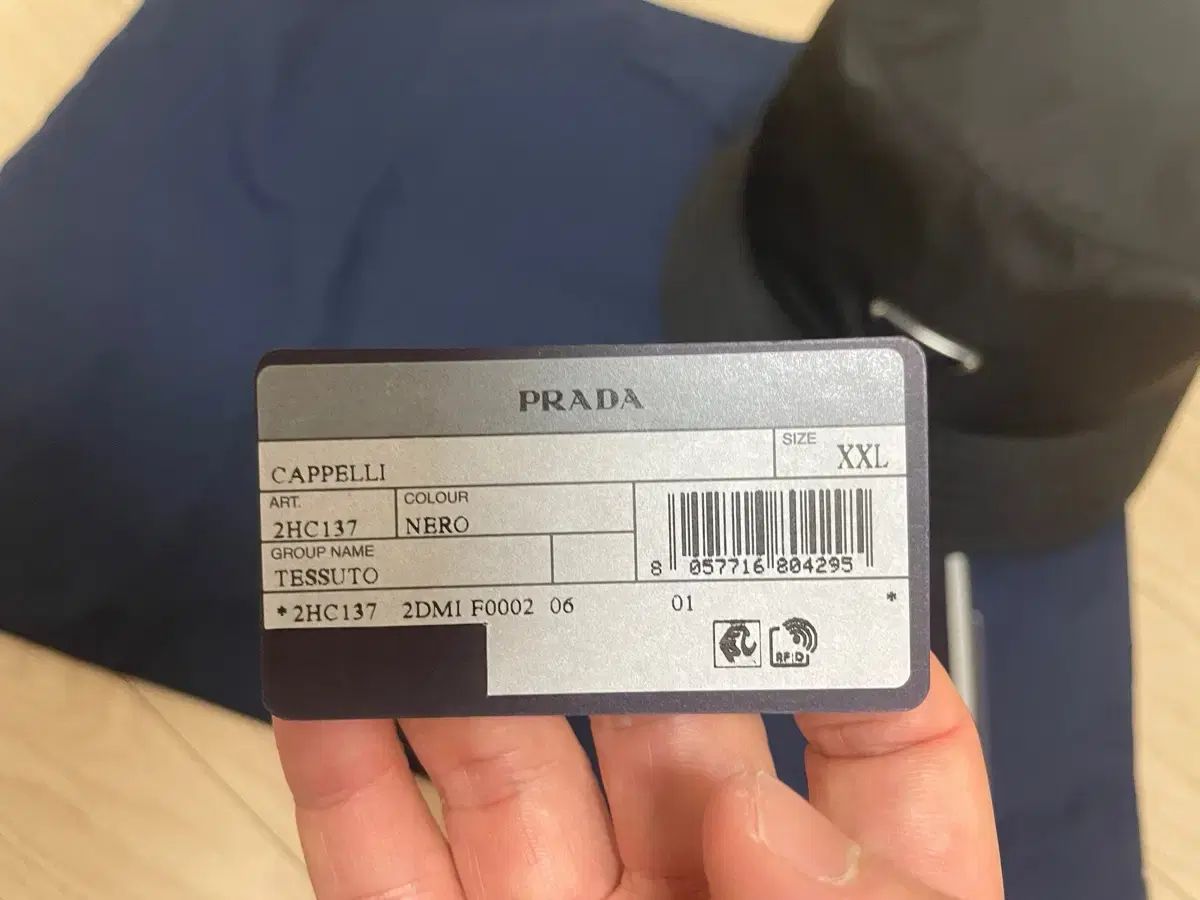 PRADA
CAPPELLI
SIZE
XXL
ART.
2HC137
COLOUR
NERO
GROUP NAME
TESSUTO
8 057716 804295
*2HC137 2DMI F0002 06 01 *
RFID